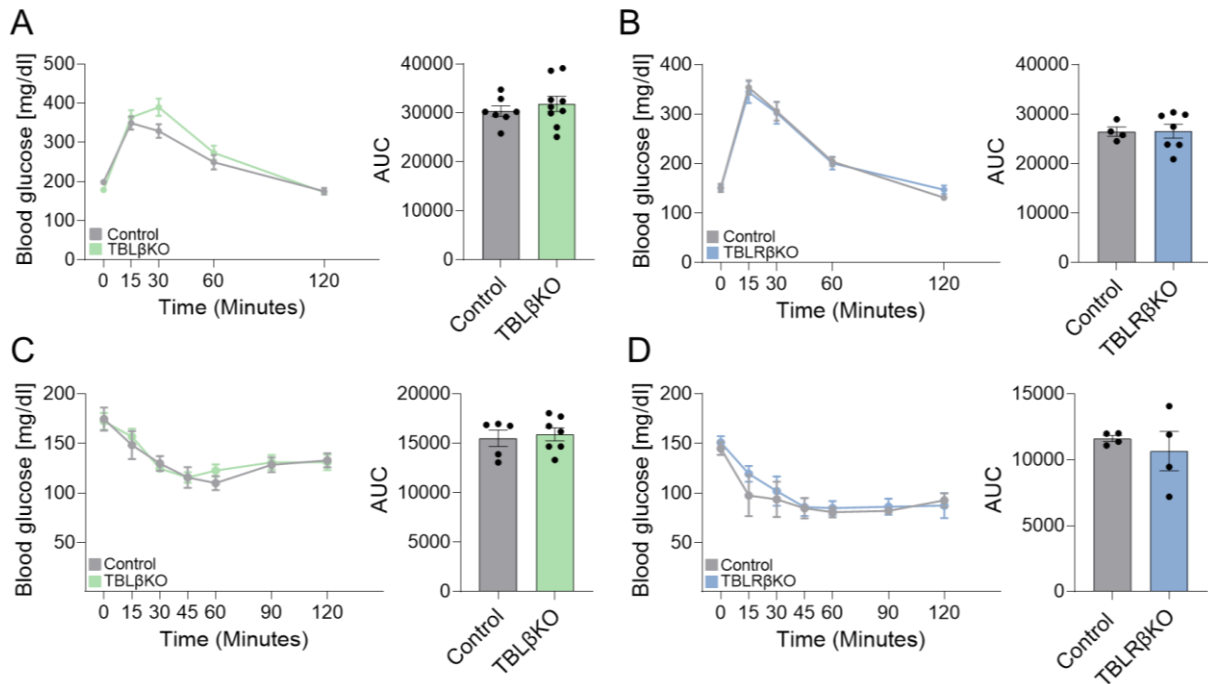 A
Blood glucose [mg/dl]
500
400
300
200
100
0
Control
TBLβKO
0 15 30 60 120
Time (Minutes)
AUC
40000
30000
20000
10000
0
Control
TBLβKO
B
Blood glucose [mg/dl]
400
300
200
100
0
Control
TBLRβKO
0 15 30 60 120
Time (Minutes)
AUC
40000
30000
20000
10000
0
Control
TBLRβKO
C
Blood glucose [mg/dl]
200
150
100
50
Control
TBLβKO
0 15 30 45 60 90 120
Time (Minutes)
AUC
20000
15000
10000
5000
0
Control
TBLβKO
D
Blood glucose [mg/dl]
200
150
100
50
Control
TBLRβKO
0 15 30 45 60 90 120
Time (Minutes)
AUC
15000
10000
5000
0
Control
TBLRβKO